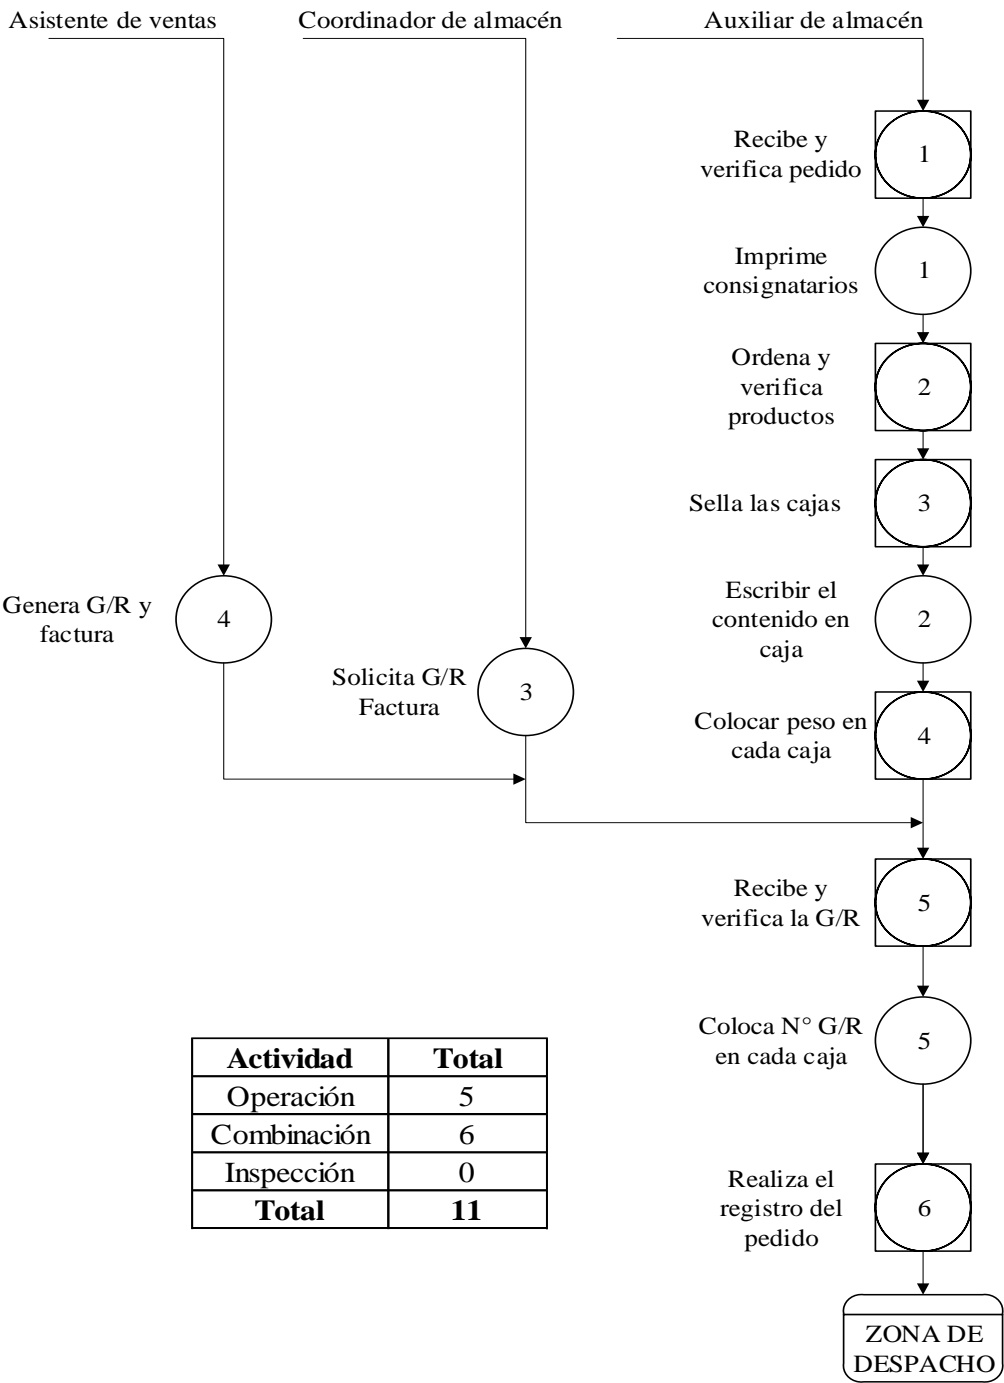 Asistente de ventas
Coordinador de almacén
Auxiliar de almacén
Recibe y
verifica pedido
1
Imprime
consignatarios
1
Ordena y
verifica
productos
2
Sella las cajas
3
Genera G/R y
factura
4
Escribir el
contenido en
caja
2
Solicita G/R
Factura
3
Colocar peso en
cada caja
4
Recibe y
verifica la G/R
5
Coloca N° G/R
en cada caja
5
Actividad Total
Operación 5
Combinación 6
Inspección 0
Total 11
Realiza el
registro del
pedido
6
ZONA DE
DESPACHO